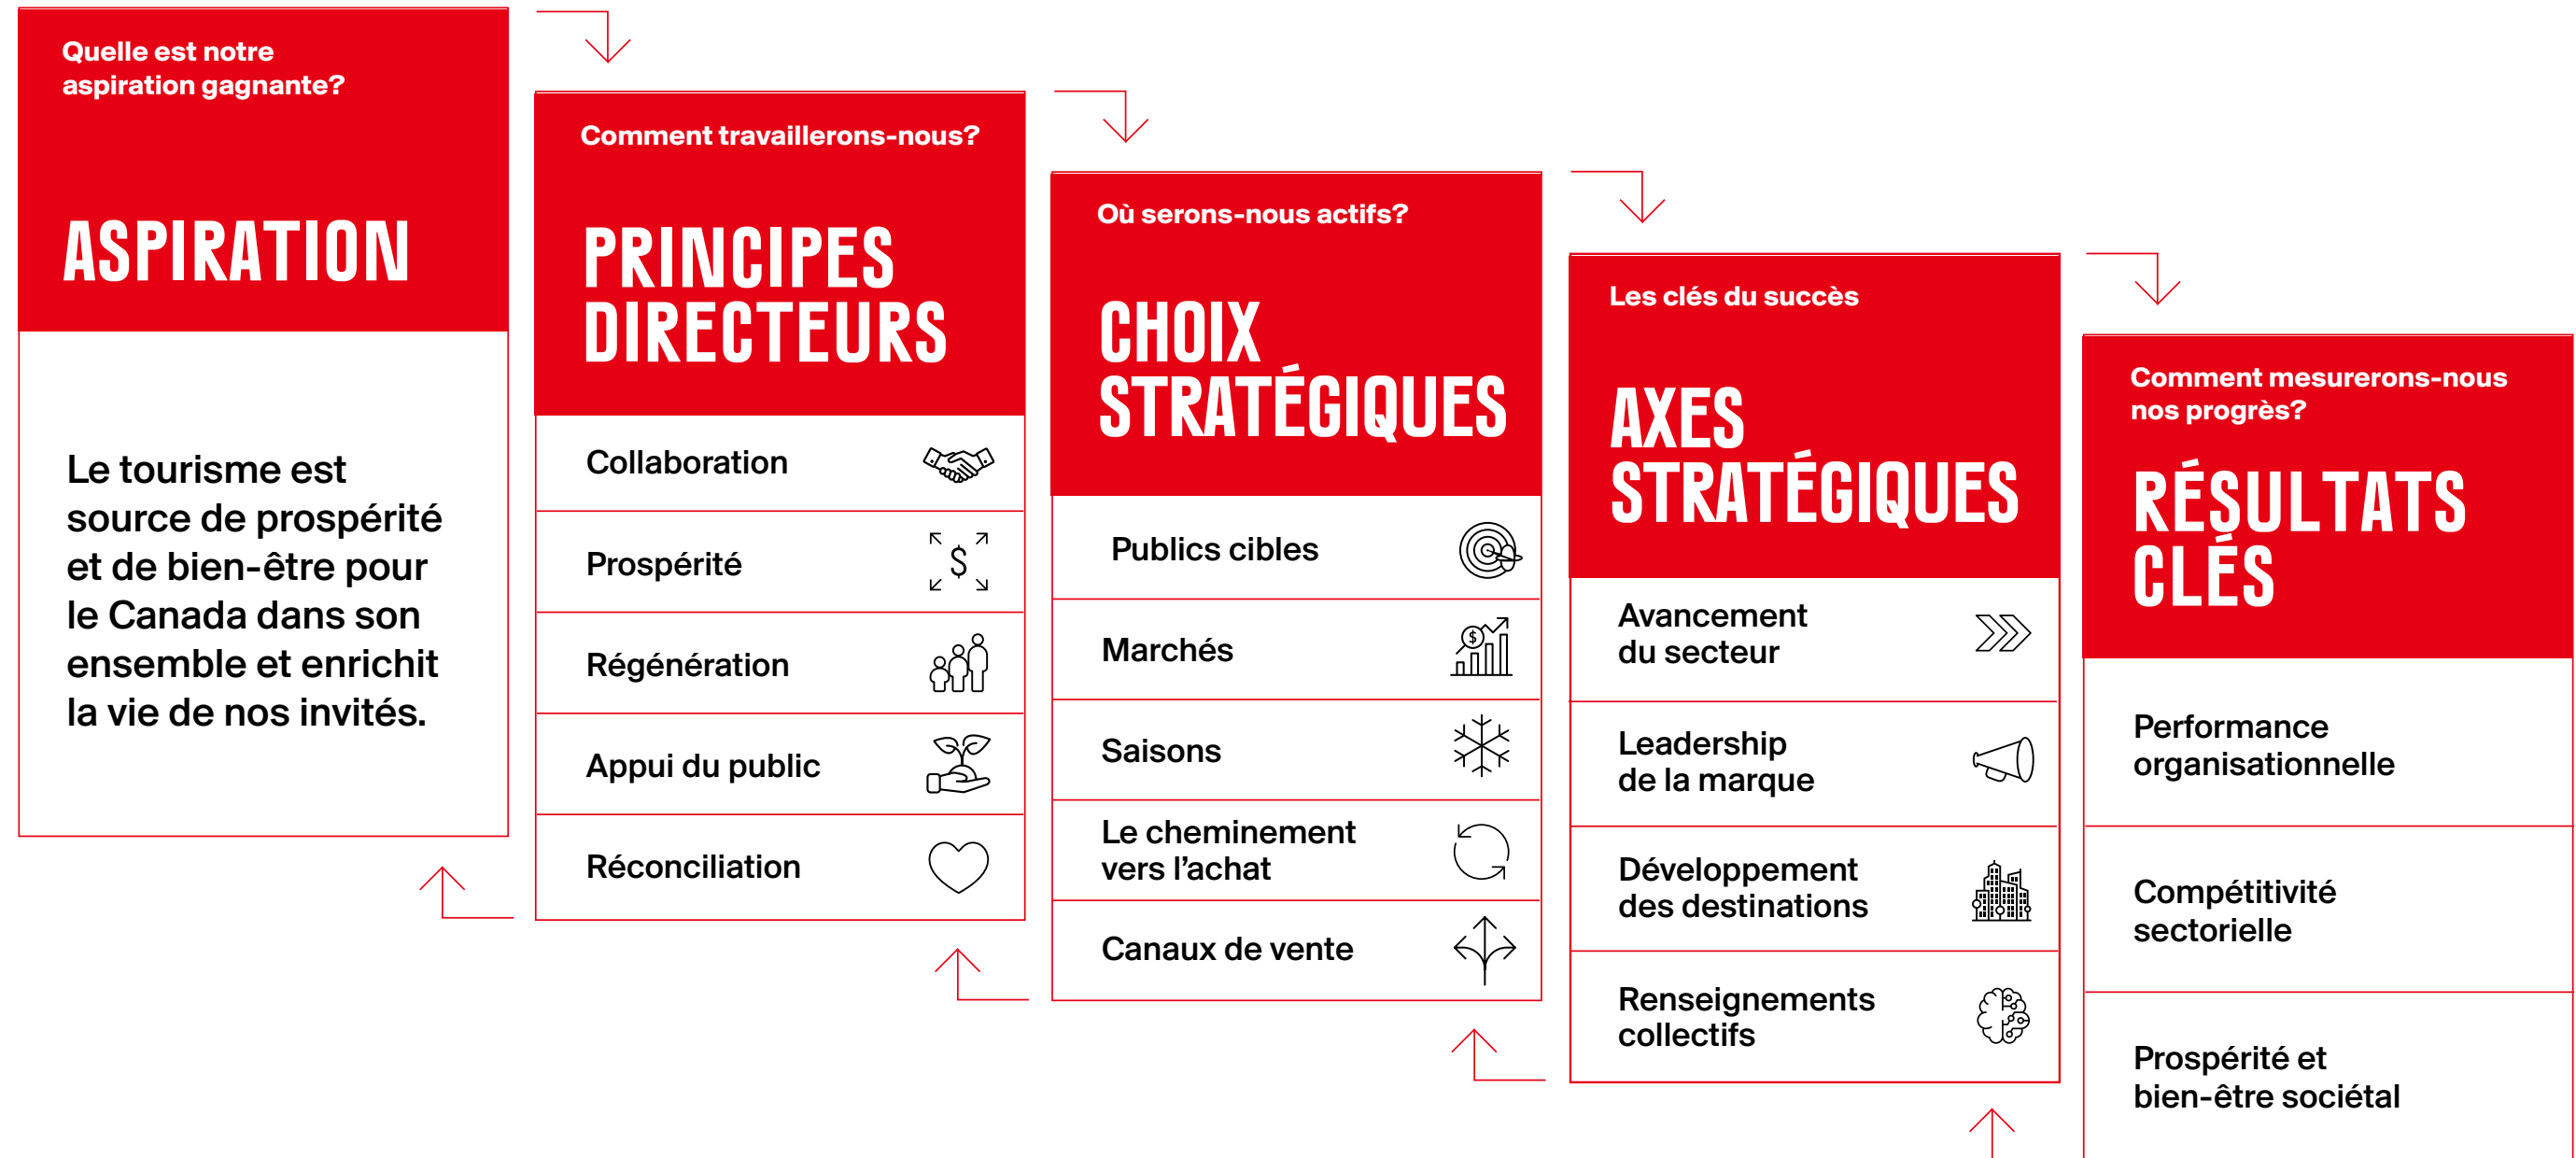 Quelle est notre
aspiration gagnante?
ASPIRATION
Le tourisme est
source de prospérité
et de bien-être pour
le Canada dans son
ensemble et enrichit
la vie de nos invités.
Comment travaillerons-nous?
PRINCIPES
DIRECTEURS
Collaboration
Prospérité
$
Régénération
Appui du public
Réconciliation
Où serons-nous actifs?
CHOIX
STRATÉGIQUES
Publics cibles
Marchés
$
Saisons
Le cheminement
vers l’achat
Canaux de vente
Les clés du succès
AXES
STRATÉGIQUES
Avancement
du secteur
Leadership
de la marque
Développement
des destinations
Renseignements
collectifs
Comment mesurerons-nous
nos progrès?
RÉSULTATS
CLÉS
Performance
organisationnelle
Compétitivité
sectorielle
Prospérité et
bien-être sociétal